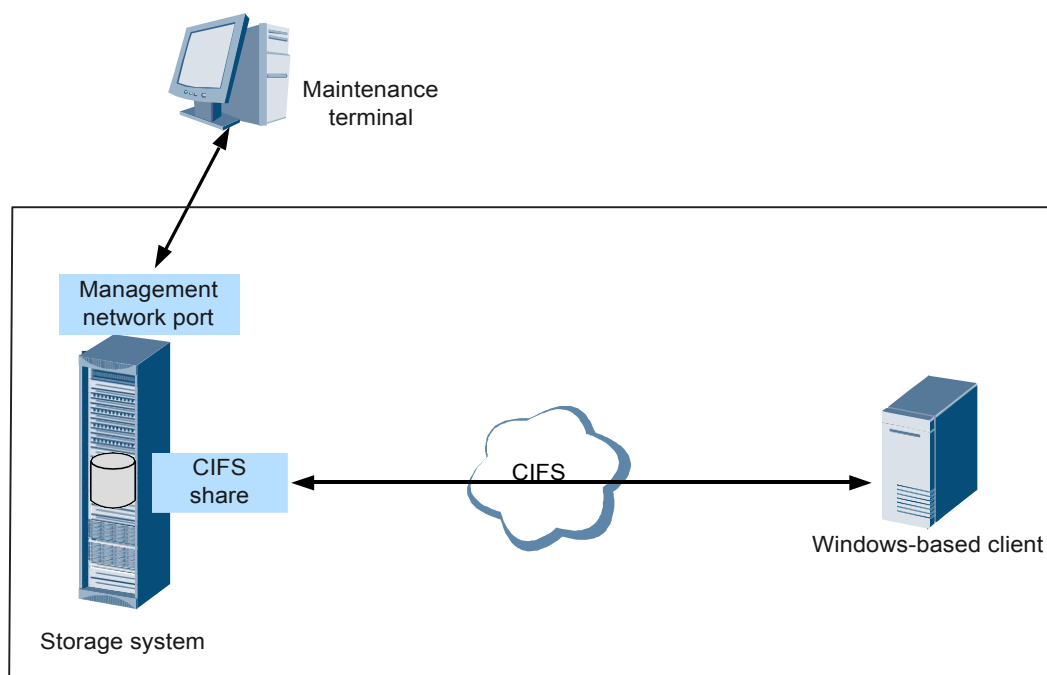 Maintenance
terminal
Management
network port
CIFS
share
CIFS
Windows-based client
Storage system